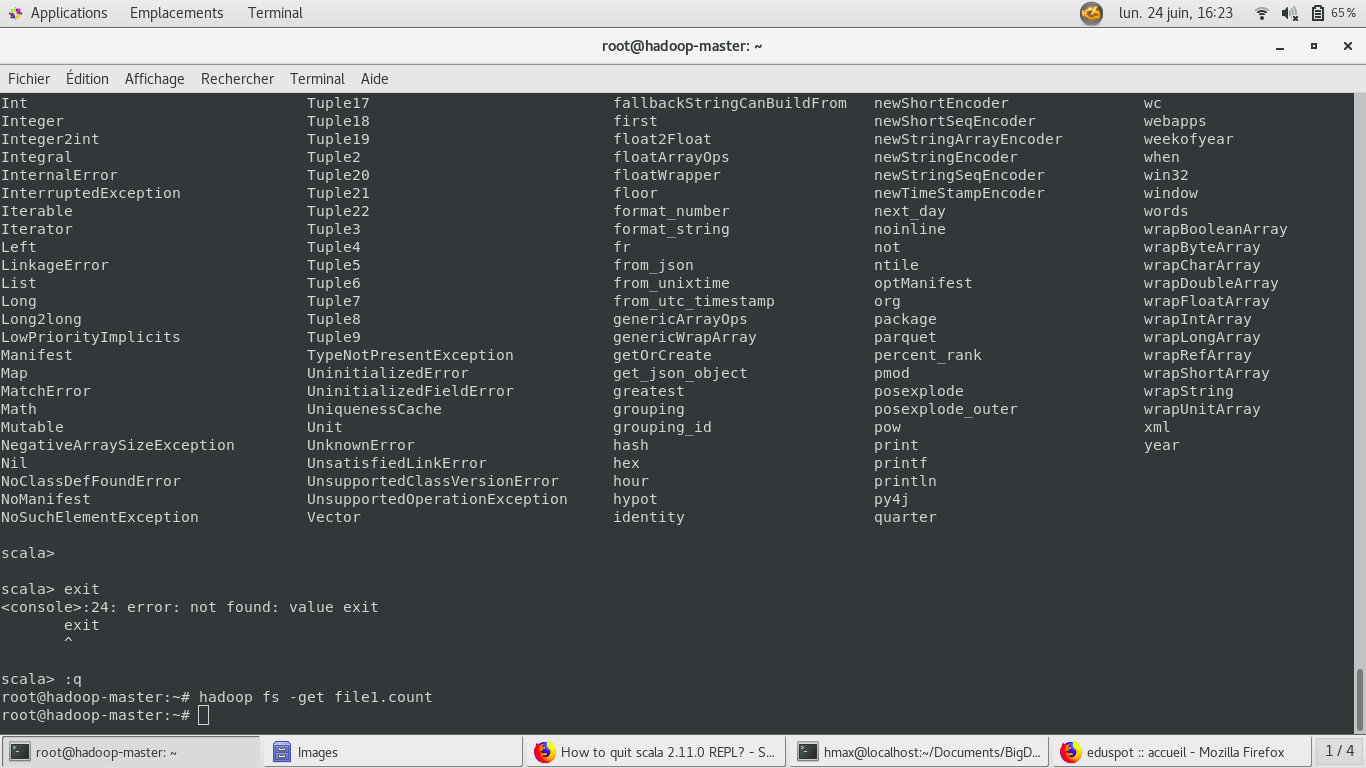 Applications Emplacements Terminal lun. 24 juin, 16:23 65 %
root@hadoop-master: ~
Fichier Édition Affichage Rechercher Terminal Aide
Int Tuple17 fallbackStringCanBuildFrom newShortEncoder wc
Integer Tuple18 first newShortSeqEncoder webapps
Integer2int Tuple19 float2Float newStringArrayEncoder weekofyear
Integral Tuple2 floatArrayOps newStringEncoder when
InternalError Tuple20 floatWrapper newStringSeqEncoder win32
InterruptedException Tuple21 floor newTimeStampEncoder window
Iterable Tuple22 format_number next_day words
Iterator Tuple3 format_string noinline wrapBooleanArray
Left Tuple4 fr not wrapByteArray
LinkageError Tuple5 from_json ntile wrapCharArray
List Tuple6 from_unixtime optManifest wrapDoubleArray
Long Tuple7 from_utc_timestamp org wrapFloatArray
Long2long Tuple8 genericArrayOps package wrapIntArray
LowPriorityImplicits Tuple9 genericWrapArray parquet wrapLongArray
Manifest TypeNotPresentException getOrCreate percent_rank wrapRefArray
Map UninitializedError get_json_object pmod wrapShortArray
MatchError UninitializedFieldError greatest posexplode wrapString
Math UniquenessCache grouping posexplode_outer wrapUnitArray
Mutable Unit grouping_id pow xml
NegativeArraySizeException UnknownError hash print year
Nil UnsatisfiedLinkError hex printf
NoClassDefFoundError UnsupportedClassVersionError hour println
NoManifest UnsupportedOperationException hypot py4j
NoSuchElementException Vector identity quarter
scala>
scala> exit
<console>:24: error: not found: value exit
exit
^
scala> :q
root@hadoop-master:~# hadoop fs -get file1.count
root@hadoop-master:~#
root@hadoop-master: ~ Images How to quit scala 2.11.0 REPL? - S... hmax@localhost:~/Documents/BigD... eduspot :: accueil - Mozilla Firefox 1 / 4